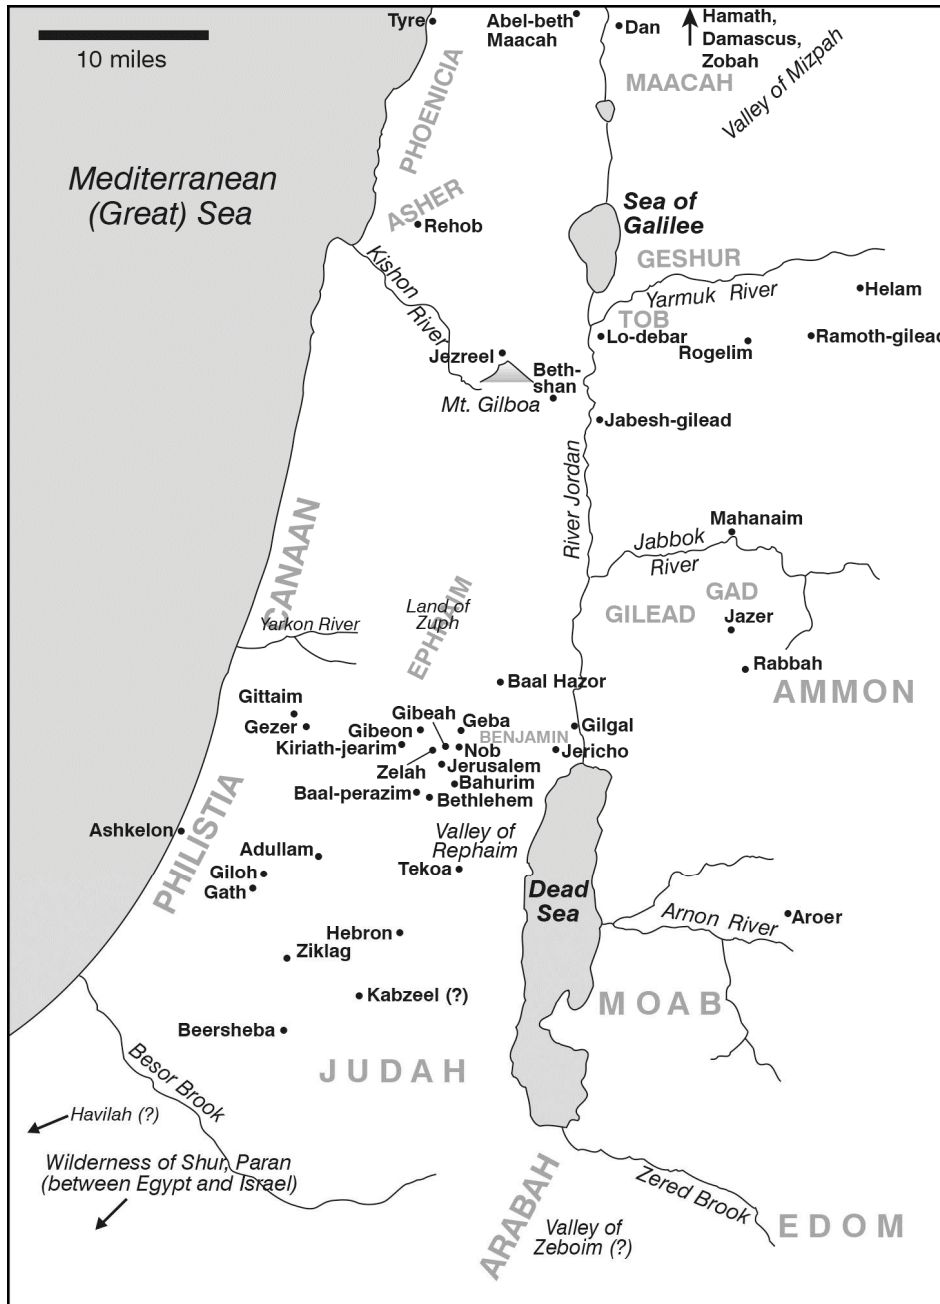 Tyre
Abel-beth
Maacah
Dan
Hamath,
Damascus,
Zobah
10 miles
PHOENICIA
MAACAH
Valley of Mizpah
Mediterranean
(Great) Sea
ASHER
Rehob
Sea of
Galilee
GESHUR
Kishon
River
Yarmuk River
Helam
TOB
Lo-debar
Rogelim
Ramoth-gilead
Jezreel
Beth-
shan
Mt. Gilboa
Jabesh-gilead
River Jordan
CANAAN
Mahanaim
Jabbok
River
GAD
GILEAD
Jazer
Land of
Zuph
EPHRAIM
Yarkon River
Rabbah
AMMON
Baal Hazor
Gittaim
Gezer
Gibeah
Geba
Gibeon
BENJAMIN
Gilgal
Kiriath-jearim
Nob
Jericho
Zelah
Jerusalem
Bahurim
Baal-perazim
Bethlehem
PHILISTIA
Ashkelon
Valley of
Rephaim
Adullam
Giloh
Gath
Tekoa
Dead
Sea
Arnon River
Aroer
Hebron
Ziklag
Kabzeel (?)
MOAB
Beersheba
JUDAH
Besor Brook
Havilah (?)
Wilderness of Shur, Paran
(between Egypt and Israel)
ARABAH
Zered Brook
Valley of
Zeboim (?)
EDOM